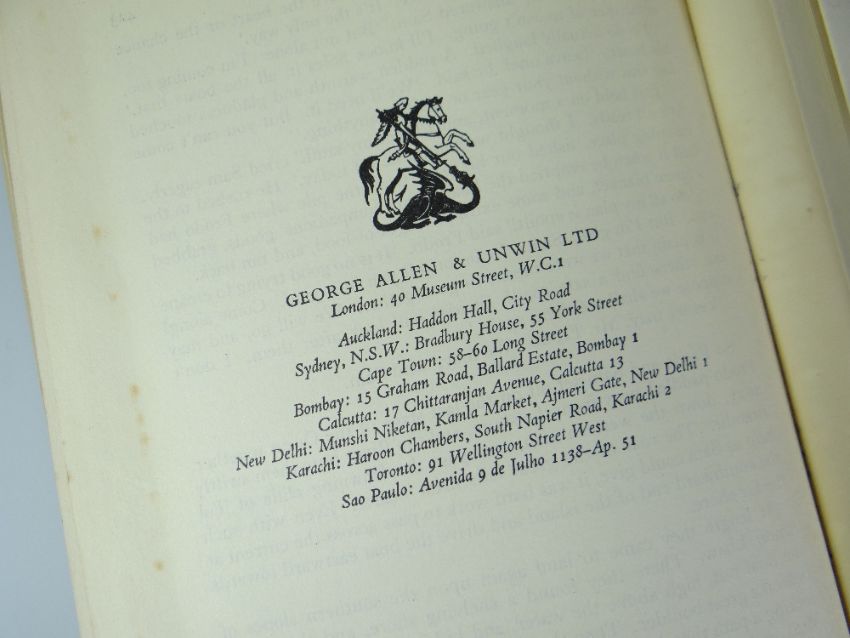 GEORGE ALLEN & UNWIN LTD
London: 40 Museum Street, W.C.1
Auckland: Haddon Hall, City Road
Sydney, N.S.W.: Bradbury House, 55 York Street
Cape Town: 58–60 Long Street
Bombay: 15 Graham Road, Ballard Estate, Bombay 1
Calcutta: 17 Chittaranjan Avenue, Calcutta 13
New Delhi: Munshi Niketan, Kamla Market, Ajmeri Gate, New Delhi 1
Karachi: Haroon Chambers, South Napier Road, Karachi 2
Toronto: 91 Wellington Street West
Sao Paulo: Avenida 9 de Julho 1138–Ap. 51